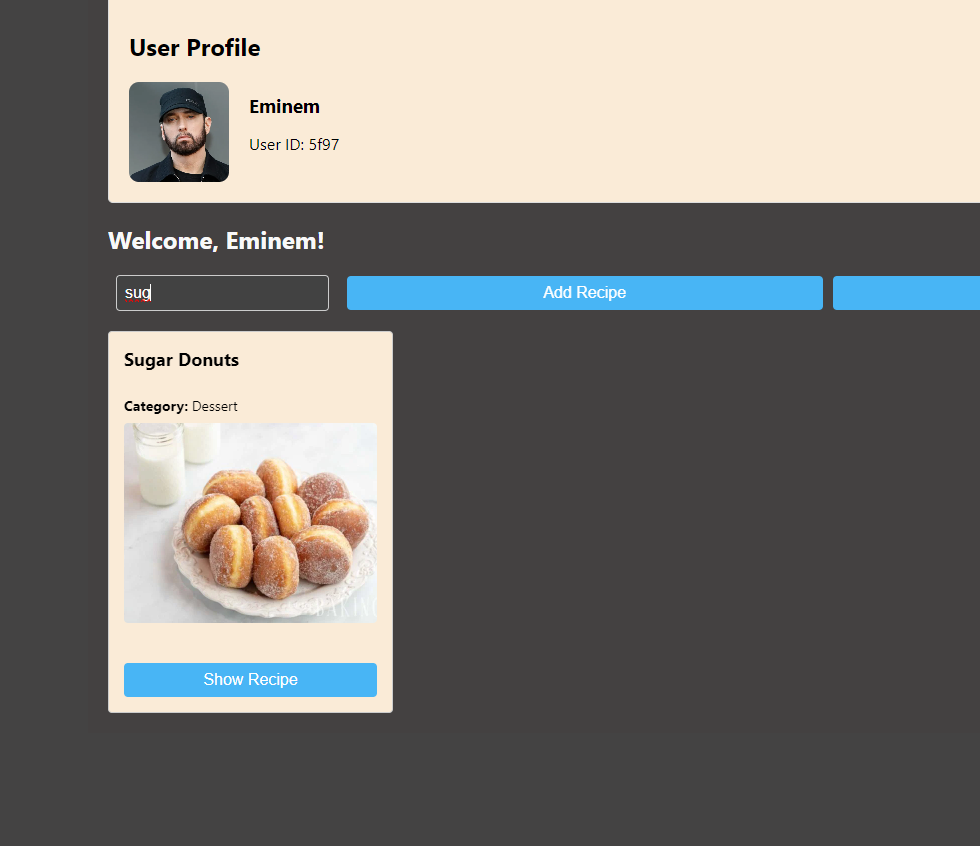 User Profile
Eminem
User ID: 5f97
Welcome, Eminem!
sug
Add Recipe
Sugar Donuts
Category: Dessert
Show Recipe